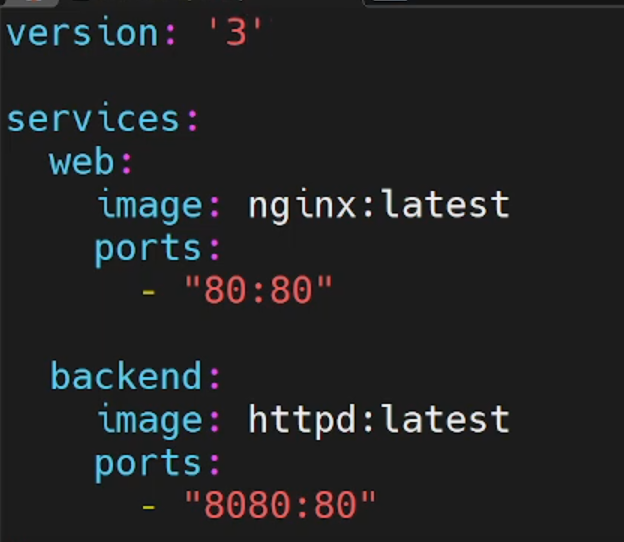 version: '3'
services:
  web:
    image: nginx:latest
    ports:
      - "80:80"
  backend:
    image: httpd:latest
    ports:
      - "8080:80"